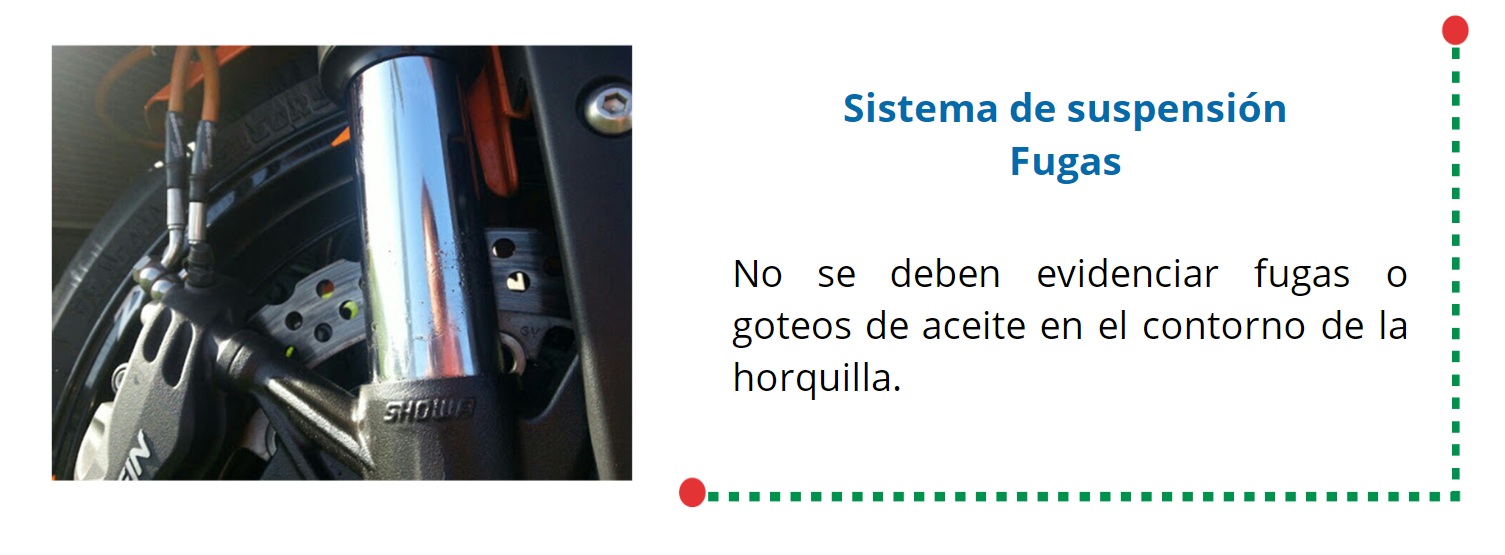 Sistema de suspensión
Fugas
No se deben evidenciar fugas o
goteos de aceite en el contorno de la
horquilla.
SHOWA